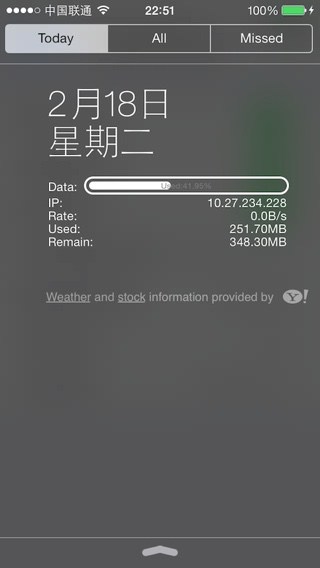 中国联通 22:51 100%
Today All Missed
2月18日
星期二
Data: Used:41.95%
IP: 10.27.234.228
Rate: 0.0B/s
Used: 251.70MB
Remain: 348.30MB
Weather and stock information provided by Y!